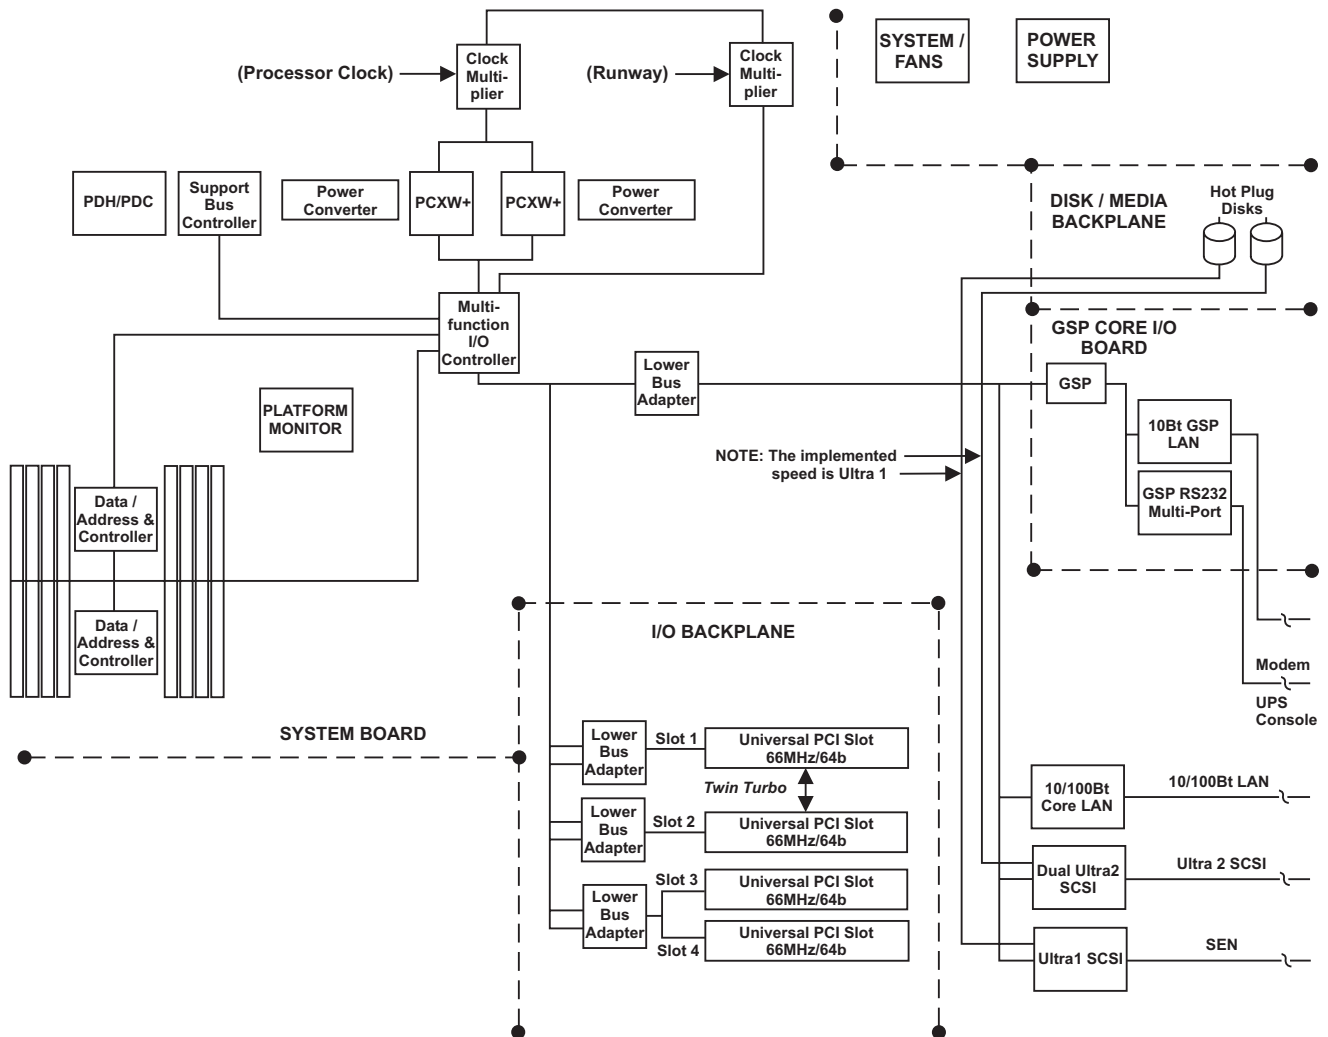 SYSTEM /
FANS
POWER
SUPPLY
Clock
Multi-
plier
Clock
Multi-
plier
(Processor Clock)
(Runway)
PDH/PDC
Support
Bus
Controller
Power
Converter
PCXW+
PCXW+
Power
Converter
DISK / MEDIA
BACKPLANE
Hot Plug
Disks
Multi-
function
I/O
Controller
GSP CORE I/O
BOARD
Lower
Bus
Adapter
GSP
PLATFORM
MONITOR
10Bt GSP
LAN
NOTE: The implemented
speed is Ultra 1
GSP RS232
Multi-Port
Data /
Address &
Controller
Data /
Address &
Controller
I/O BACKPLANE
Modem
UPS
Console
SYSTEM BOARD
Lower
Bus
Adapter
Slot 1
Universal PCI Slot
66MHz/64b
Twin Turbo
Lower
Bus
Adapter
Slot 2
Universal PCI Slot
66MHz/64b
Lower
Bus
Adapter
Slot 3
Universal PCI Slot
66MHz/64b
Slot 4
Universal PCI Slot
66MHz/64b
10/100Bt
Core LAN
10/100Bt LAN
Dual Ultra2
SCSI
Ultra 2 SCSI
Ultra1 SCSI
SEN